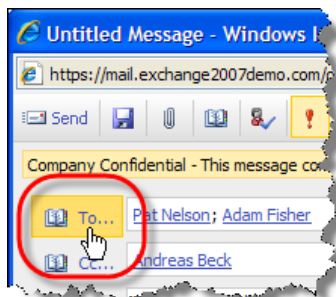 Untitled Message - Windows
https://mail.exchange2007demo.com/
Send
Company Confidential - This message
To... Pat Nelson; Adam Fisher
Cc... Andreas Beck